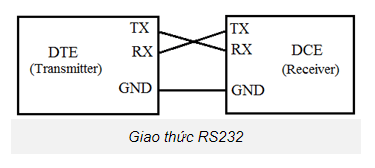 DTE
(Transmitter)
TX
RX
GND
TX
RX
GND
DCE
(Receiver)
Giao thức RS232